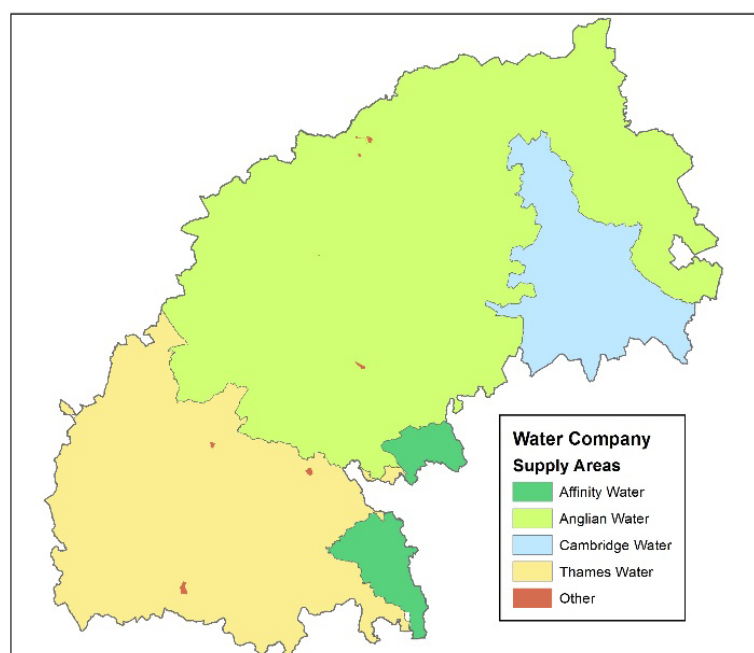 Water Company
Supply Areas
Affinity Water
Anglian Water
Cambridge Water
Thames Water
Other